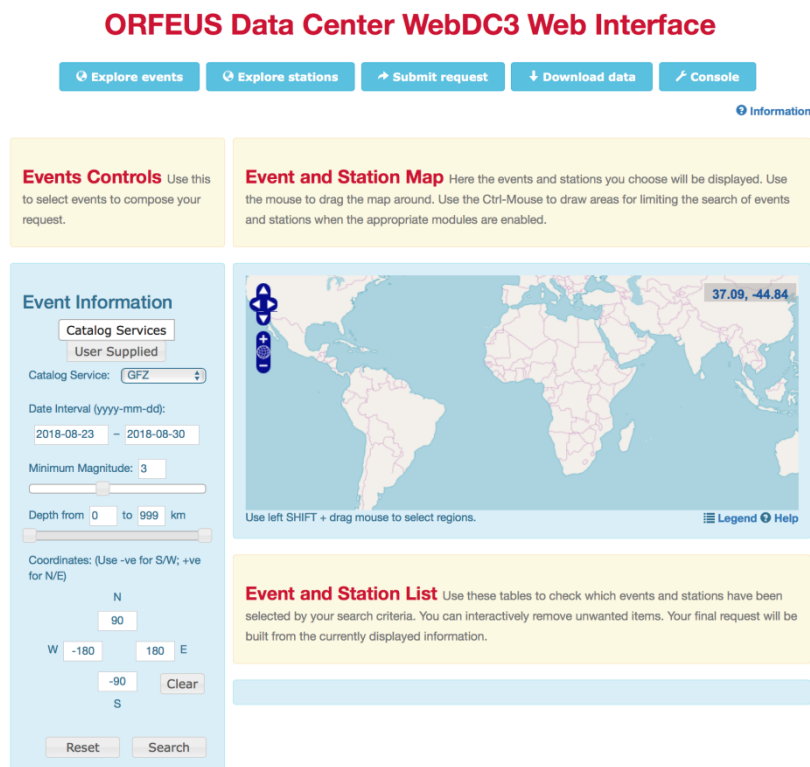 ORFEUS Data Center WebDC3 Web Interface
Explore events
Explore stations
Submit request
Download data
Console
Information
Events Controls Use this
to select events to compose your
request.
Event and Station Map Here the events and stations you choose will be displayed. Use
the mouse to drag the map around. Use the Ctrl-Mouse to draw areas for limiting the search of events
and stations when the appropriate modules are enabled.
Event Information
Catalog Services
User Supplied
Catalog Service: GFZ
Date Interval (yyyy-mm-dd):
2018-08-23 – 2018-08-30
Minimum Magnitude: 3
Depth from 0 to 999 km
Coordinates: (Use -ve for S/W; +ve
for N/E)
N
90
W -180 180 E
-90 Clear
S
Reset Search
37.09, -44.84
Use left SHIFT + drag mouse to select regions.
Legend Help
Event and Station List Use these tables to check which events and stations have been
selected by your search criteria. You can interactively remove unwanted items. Your final request will be
built from the currently displayed information.